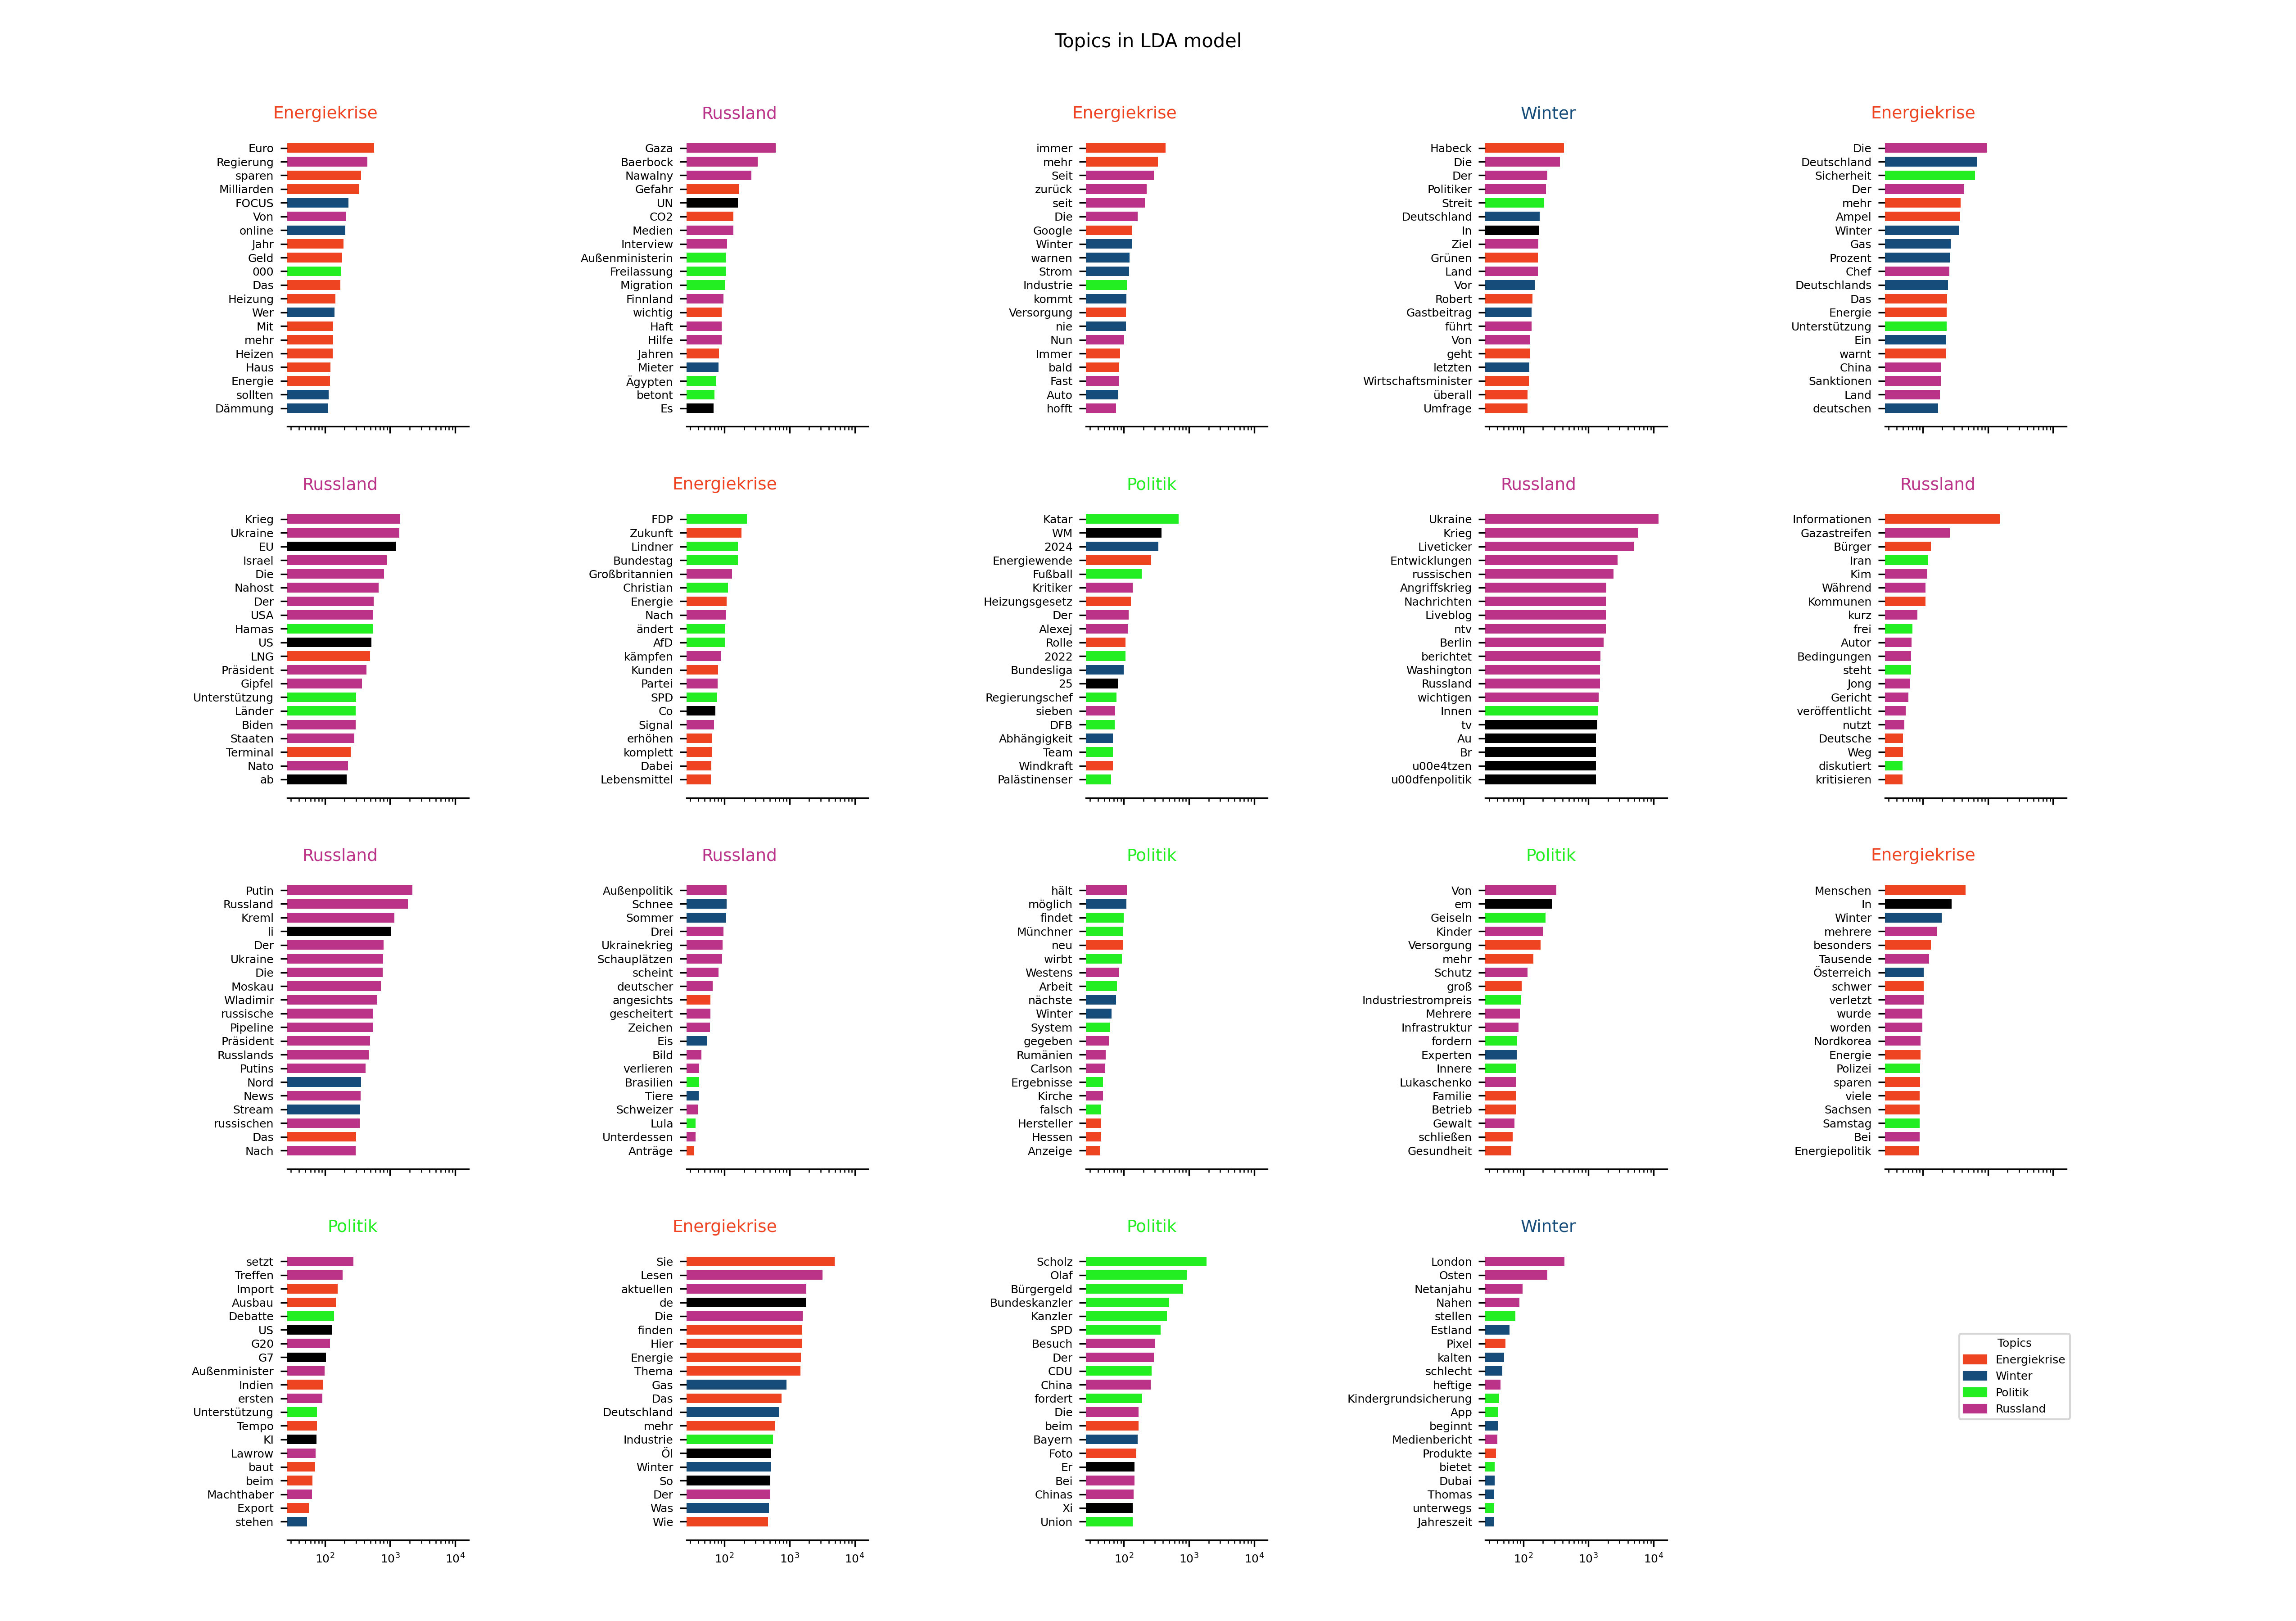 Topics in LDA model
Energiekrise
Euro
Regierung
sparen
Milliarden
FOCUS
Von
online
Jahr
Geld
000
Das
Heizung
Wer
Mit
mehr
Heizen
Haus
Energie
sollten
Dämmung
Russland
Gaza
Baerbock
Nawalny
Gefahr
UN
CO2
Medien
Interview
Außenministerin
Freilassung
Migration
Finnland
wichtig
Haft
Hilfe
Jahren
Mieter
Ägypten
betont
Es
Energiekrise
immer
mehr
Seit
zurück
seit
Die
Google
Winter
warnen
Strom
Industrie
kommt
Versorgung
nie
Nun
Immer
bald
Fast
Auto
hofft
Winter
Habeck
Die
Der
Politiker
Streit
Deutschland
In
Ziel
Grünen
Land
Vor
Robert
Gastbeitrag
führt
Von
geht
letzten
Wirtschaftsminister
überall
Umfrage
Energiekrise
Die
Deutschland
Sicherheit
Der
mehr
Ampel
Winter
Gas
Prozent
Chef
Deutschlands
Das
Energie
Unterstützung
Ein
warnt
China
Sanktionen
Land
deutschen
Russland
Krieg
Ukraine
EU
Israel
Die
Nahost
Der
USA
Hamas
US
LNG
Präsident
Gipfel
Unterstützung
Länder
Biden
Staaten
Terminal
Nato
ab
Energiekrise
FDP
Zukunft
Lindner
Bundestag
Großbritannien
Christian
Energie
Nach
ändert
AfD
kämpfen
Kunden
Partei
SPD
Co
Signal
erhöhen
komplett
Dabei
Lebensmittel
Politik
Katar
WM
2024
Energiewende
Fußball
Kritiker
Heizungsgesetz
Der
Alexej
Rolle
2022
Bundesliga
25
Regierungschef
sieben
DFB
Abhängigkeit
Team
Windkraft
Palästinenser
Russland
Ukraine
Krieg
Liveticker
Entwicklungen
russischen
Angriffskrieg
Nachrichten
Liveblog
ntv
Berlin
berichtet
Washington
Russland
wichtigen
Innen
tv
Au
Br
u00e4tzen
u00dfenpolitik
Russland
Informationen
Gazastreifen
Bürger
Iran
Kim
Während
Kommunen
kurz
frei
Autor
Bedingungen
steht
Jong
Gericht
veröffentlicht
nutzt
Deutsche
Weg
diskutiert
kritisieren
Russland
Putin
Russland
Kreml
li
Der
Ukraine
Die
Moskau
Wladimir
russische
Pipeline
Präsident
Russlands
Putins
Nord
News
Stream
russischen
Das
Nach
Russland
Außenpolitik
Schnee
Sommer
Drei
Ukrainekrieg
Schauplätzen
scheint
deutscher
angesichts
gescheitert
Zeichen
Eis
Bild
verlieren
Brasilien
Tiere
Schweizer
Lula
Unterdessen
Anträge
Politik
hält
möglich
findet
Münchner
neu
wirbt
Westens
Arbeit
nächste
Winter
System
gegeben
Rumänien
Carlson
Ergebnisse
Kirche
falsch
Hersteller
Hessen
Anzeige
Politik
Von
em
Geiseln
Kinder
Versorgung
mehr
Schutz
groß
Industriestrompreis
Mehrere
Infrastruktur
fordern
Experten
Innere
Lukaschenko
Familie
Betrieb
Gewalt
schließen
Gesundheit
Energiekrise
Menschen
In
Winter
mehrere
besonders
Tausende
Österreich
schwer
verletzt
wurde
worden
Nordkorea
Energie
Polizei
sparen
viele
Sachsen
Samstag
Bei
Energiepolitik
Politik
setzt
Treffen
Import
Ausbau
Debatte
US
G20
G7
Außenminister
Indien
ersten
Unterstützung
Tempo
KI
Lawrow
baut
beim
Machthaber
Export
stehen
10² 10³ 10⁴
Energiekrise
Sie
Lesen
aktuellen
de
Die
finden
Hier
Energie
Thema
Gas
Das
Deutschland
mehr
Industrie
Öl
Winter
So
Der
Was
Wie
10² 10³ 10⁴
Politik
Scholz
Olaf
Bürgergeld
Bundeskanzler
Kanzler
SPD
Besuch
Der
CDU
China
fordert
Die
beim
Bayern
Foto
Er
Bei
Chinas
Xi
Union
10² 10³ 10⁴
Winter
London
Osten
Netanjahu
Nahen
stellen
Estland
Pixel
kalten
schlecht
heftige
Kindergrundsicherung
App
beginnt
Medienbericht
Produkte
bietet
Dubai
Thomas
unterwegs
Jahreszeit
10² 10³ 10⁴
Topics
Energiekrise
Winter
Politik
Russland